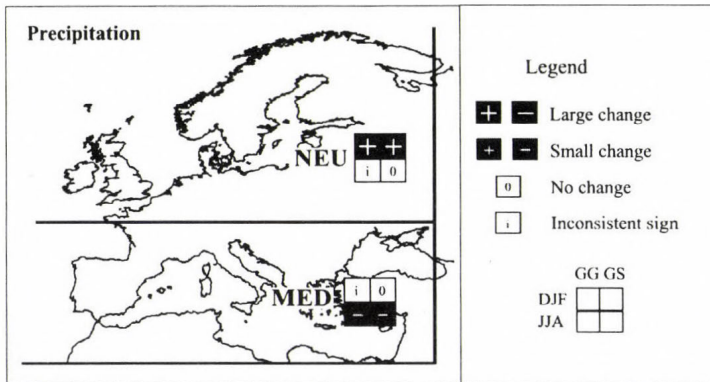 Precipitation
NEU
+ +
i 0
MED
i 0
− −
Legend
+ − Large change
+ − Small change
0 No change
i Inconsistent sign
GG GS
DJF
JJA